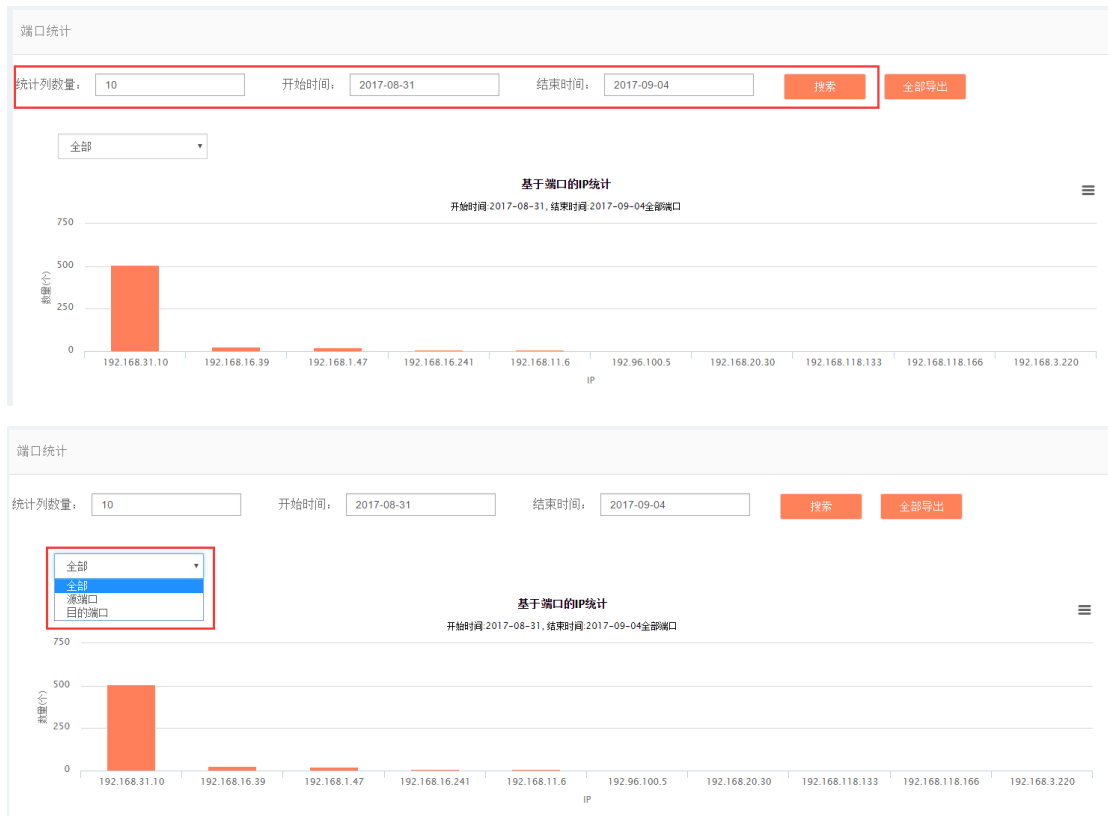 端口统计
统计列数量： 10 开始时间： 2017-08-31 结束时间： 2017-09-04 搜索 全部导出
全部
基于端口的IP统计
开始时间:2017-08-31, 结束时间:2017-09-04全部端口
750
500
250
0
数量(个)
192.168.31.10 192.168.16.39 192.168.1.47 192.168.16.241 192.168.11.6 192.96.100.5 192.168.20.30 192.168.118.133 192.168.118.166 192.168.3.220
IP
端口统计
统计列数量： 10 开始时间： 2017-08-31 结束时间： 2017-09-04 搜索 全部导出
全部
全部
源端口
目的端口
基于端口的IP统计
开始时间:2017-08-31, 结束时间:2017-09-04全部端口
750
500
250
0
数量(个)
192.168.31.10 192.168.16.39 192.168.1.47 192.168.16.241 192.168.11.6 192.96.100.5 192.168.20.30 192.168.118.133 192.168.118.166 192.168.3.220
IP